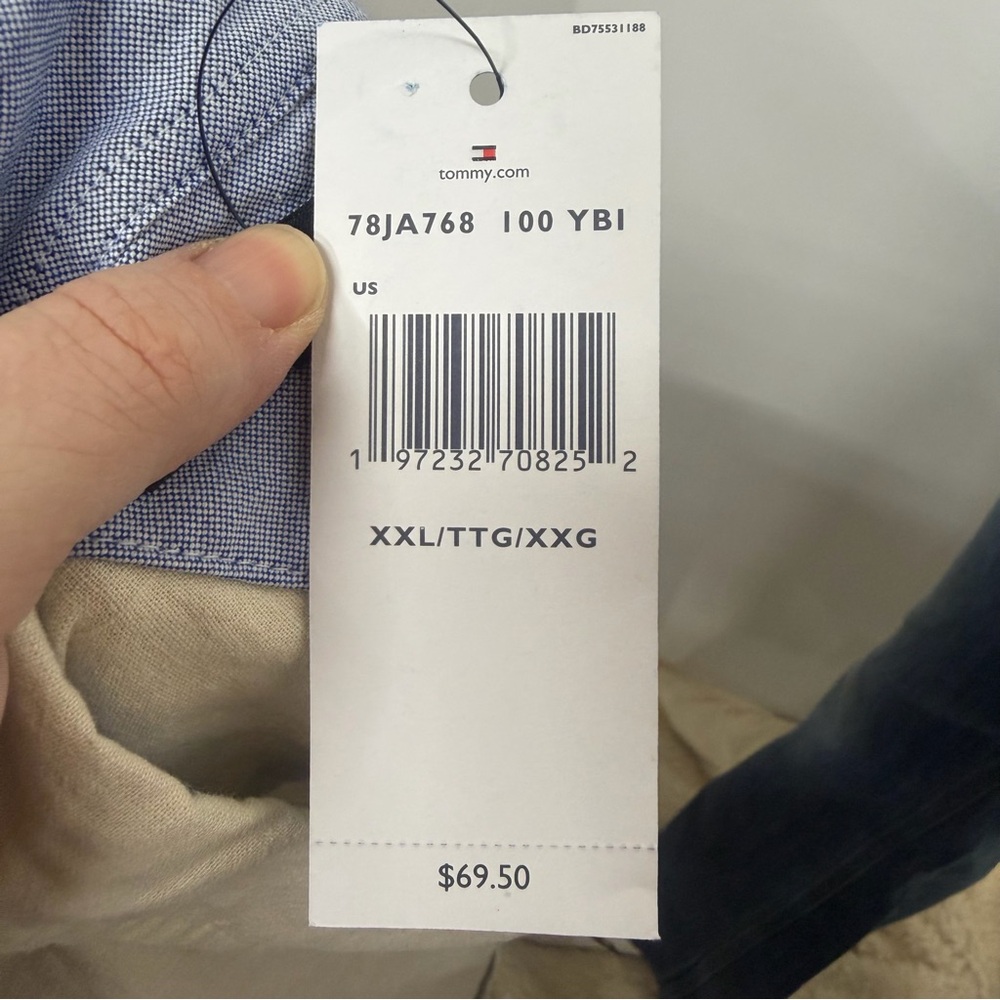 BD75531188
tommy.com
78JA768 100 YBI
US
1 97232 70825 2
XXL/TTG/XXG
$69.50